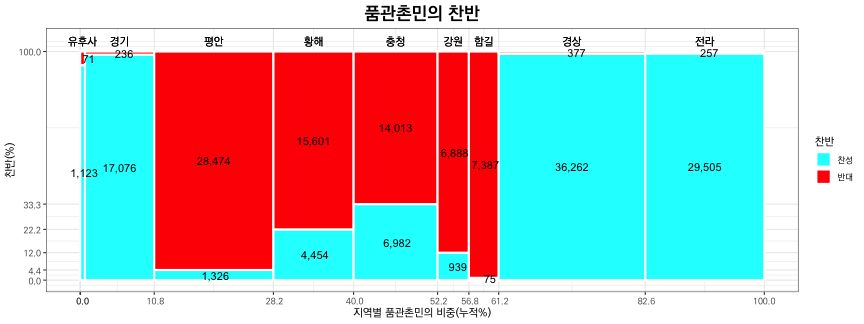 품관촌민의 찬반
유후사 경기 평안 황해 충청 강원 함길 경상 전라
찬반(%)
100.0
33.3
22.2
12.0
4.4
0.0
71 236 377 257
1,123 17,076 28,474 15,601 14,013 6,888 7,387 36,262 29,505
1,326 4,454 6,982 939 75
0.0 10.8 28.2 40.0 52.2 56.8 61.2 82.6 100.0
지역별 품관촌민의 비중(누적%)
찬반
찬성
반대